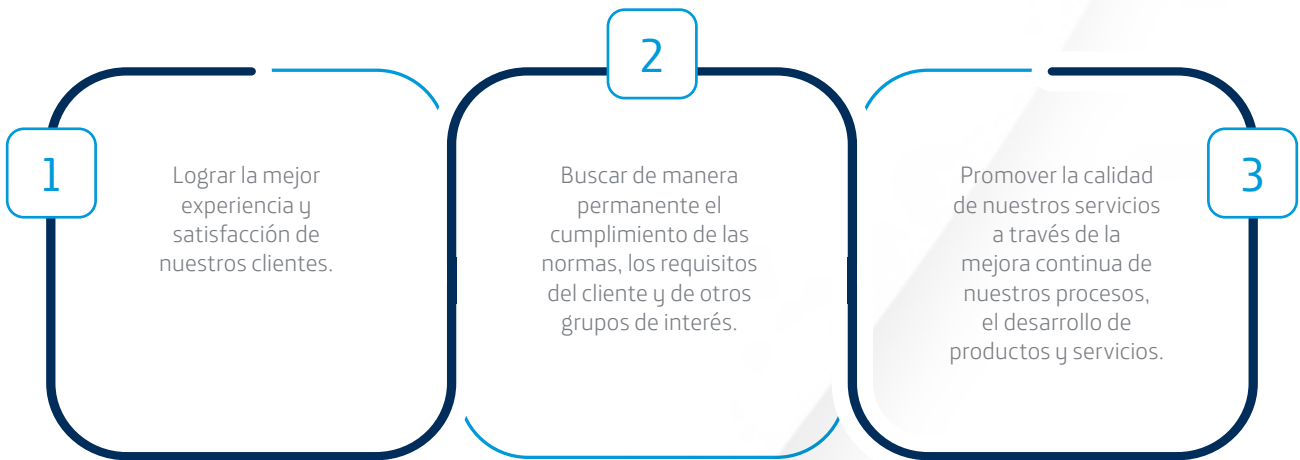 1
Lograr la mejor
experiencia y
satisfacción de
nuestros clientes.
2
Buscar de manera
permanente el
cumplimiento de las
normas, los requisitos
del cliente y de otros
grupos de interés.
3
Promover la calidad
de nuestros servicios
a través de la
mejora continua de
nuestros procesos,
el desarrollo de
productos y servicios.